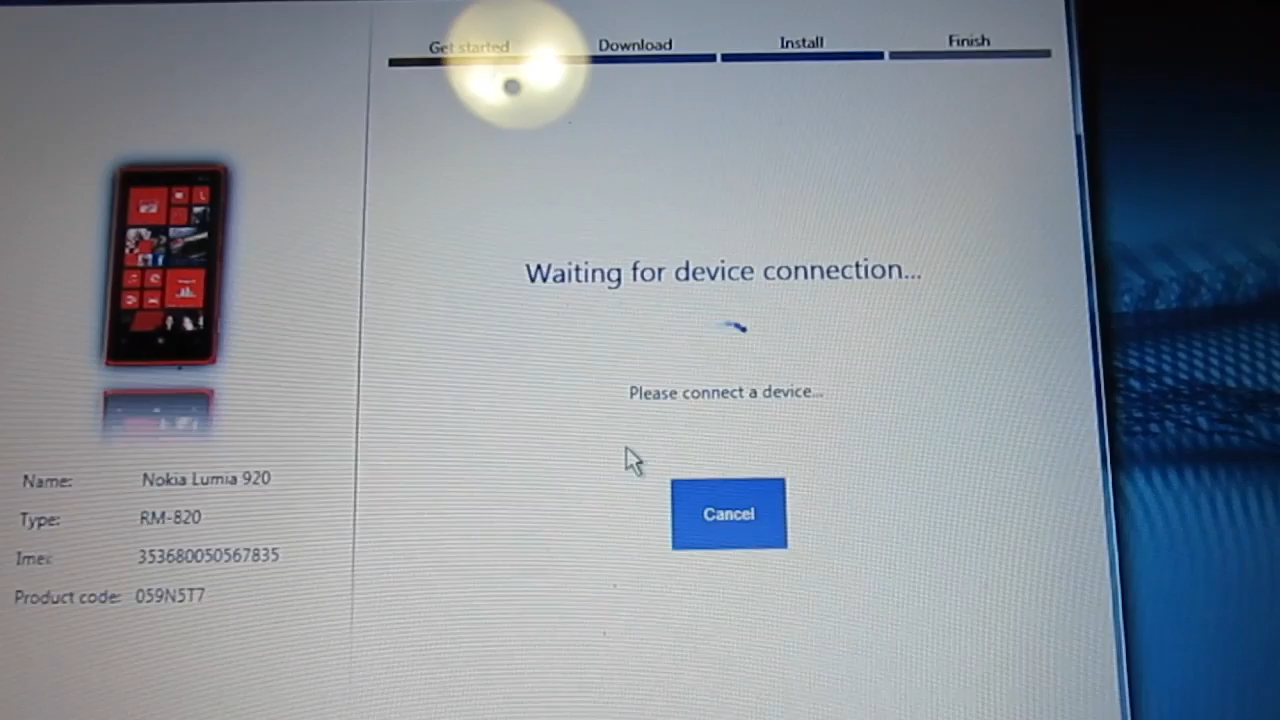 Get started
Download
Install
Finish
Waiting for device connection...
Please connect a device...
Cancel
Name: Nokia Lumia 920
Type: RM-820
Imei: 353680050567835
Product code: 059N5T7